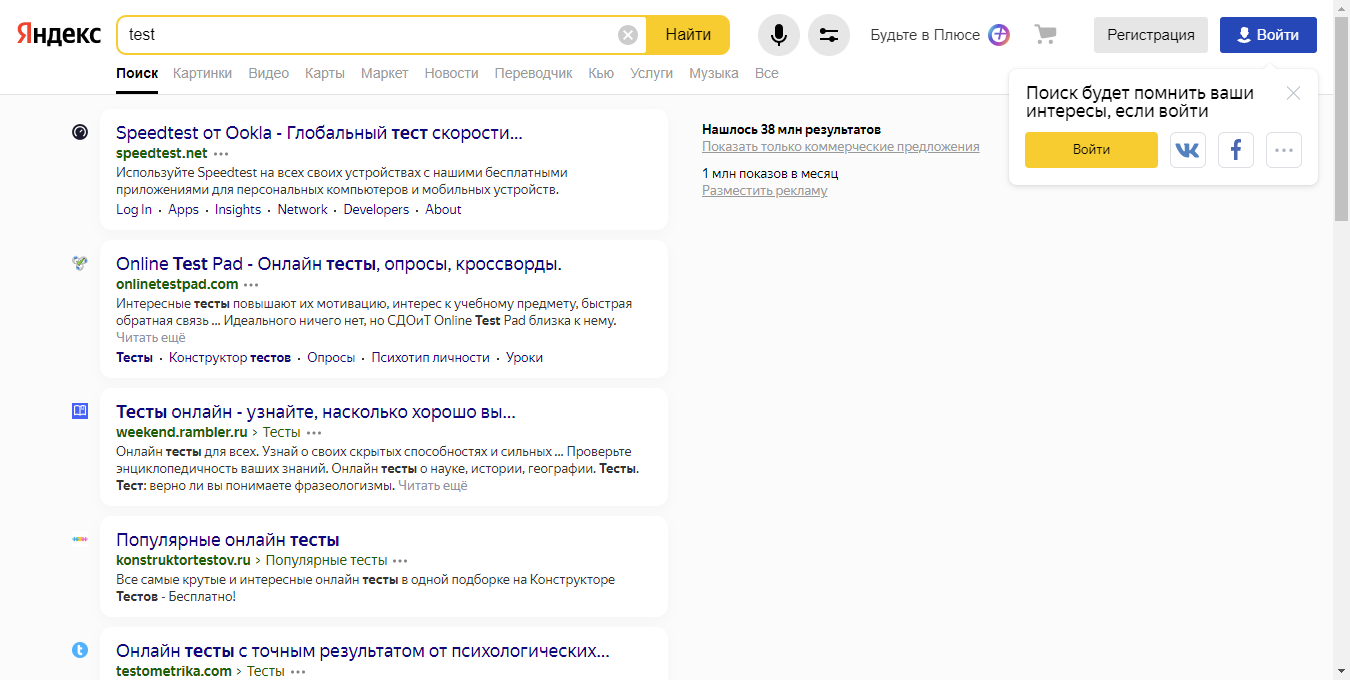 Яндекс
test
Найти
Будьте в Плюсе
Регистрация
Войти
Поиск Картинки Видео Карты Маркет Новости Переводчик Кью Услуги Музыка Все
Поиск будет помнить ваши
интересы, если войти
Войти
Speedtest от Ookla - Глобальный тест скорости...
speedtest.net
Используйте Speedtest на всех своих устройствах с нашими бесплатными
приложениями для персональных компьютеров и мобильных устройств.
Log In · Apps · Insights · Network · Developers · About
Нашлось 38 млн результатов
Показать только коммерческие предложения
1 млн показов в месяц
Разместить рекламу
Online Test Pad - Онлайн тесты, опросы, кроссворды.
onlinetestpad.com
Интересные тесты повышают их мотивацию, интерес к учебному предмету, быстрая
обратная связь ... Идеального ничего нет, но СДОиТ Online Test Pad близка к нему.
Читать ещё
Тесты · Конструктор тестов · Опросы · Психотип личности · Уроки
Тесты онлайн - узнайте, насколько хорошо вы...
weekend.rambler.ru › Тесты
Онлайн тесты для всех. Узнай о своих скрытых способностях и сильных ... Проверьте
энциклопедичность ваших знаний. Онлайн тесты о науке, истории, географии. Тесты.
Тест: верно ли вы понимаете фразеологизмы. Читать ещё
Популярные онлайн тесты
konstruktortestov.ru › Популярные тесты
Все самые крутые и интересные онлайн тесты в одной подборке на Конструкторе
Тестов - Бесплатно!
Онлайн тесты с точным результатом от психологических...
testometrika.com › Тесты